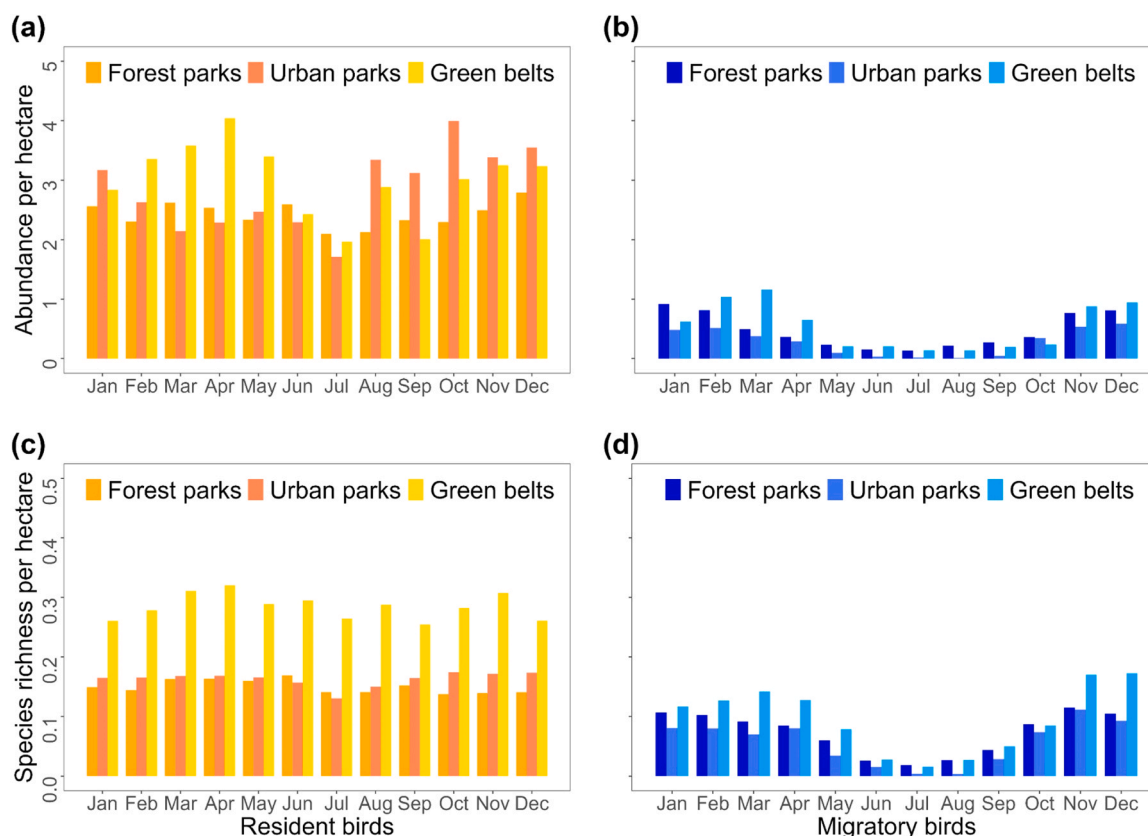 (a)
Forest parks Urban parks Green belts
Abundance per hectare
5
4
3
2
1
0
Jan Feb Mar Apr May Jun Jul Aug Sep Oct Nov Dec
(b)
Forest parks Urban parks Green belts
Jan Feb Mar Apr May Jun Jul Aug Sep Oct Nov Dec
(c)
Forest parks Urban parks Green belts
Species richness per hectare
0.5
0.4
0.3
0.2
0.1
0.0
Jan Feb Mar Apr May Jun Jul Aug Sep Oct Nov Dec
Resident birds
(d)
Forest parks Urban parks Green belts
Jan Feb Mar Apr May Jun Jul Aug Sep Oct Nov Dec
Migratory birds